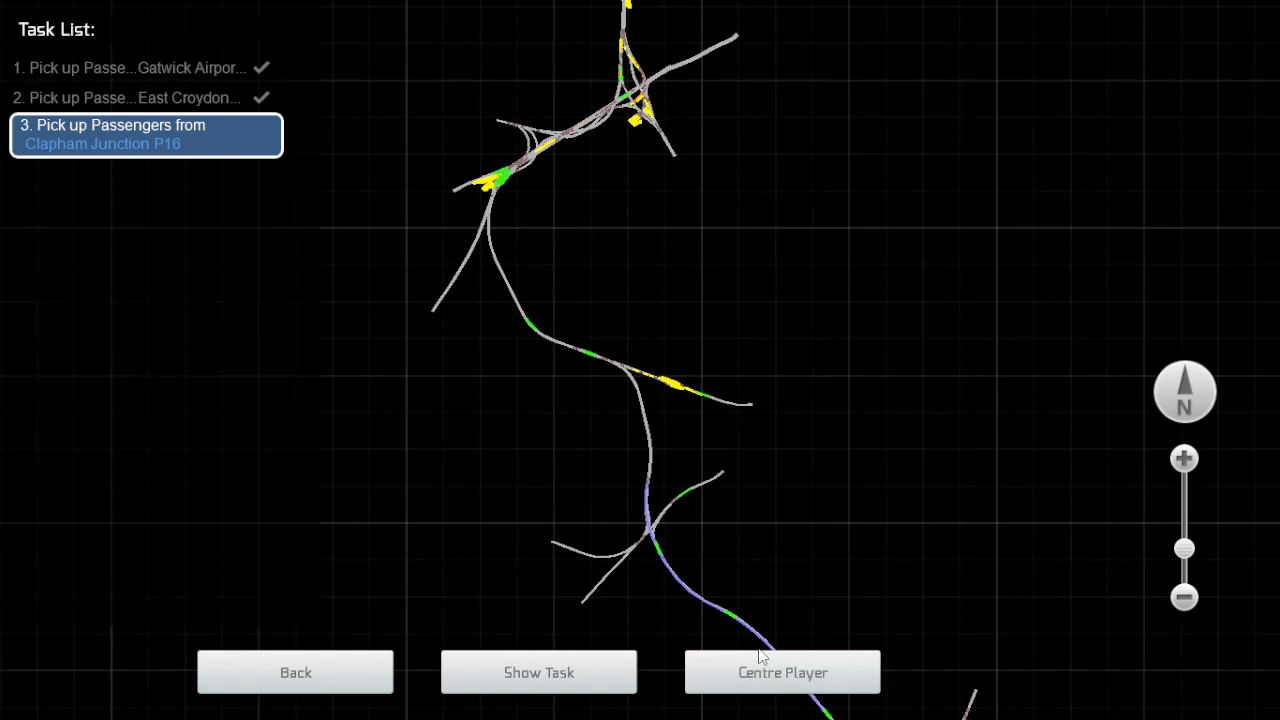 Task List:
1. Pick up Passe...Gatwick Airpor...
2. Pick up Passe...East Croydon...
3. Pick up Passengers from
Clapham Junction P16
N
Back
Show Task
Centre Player